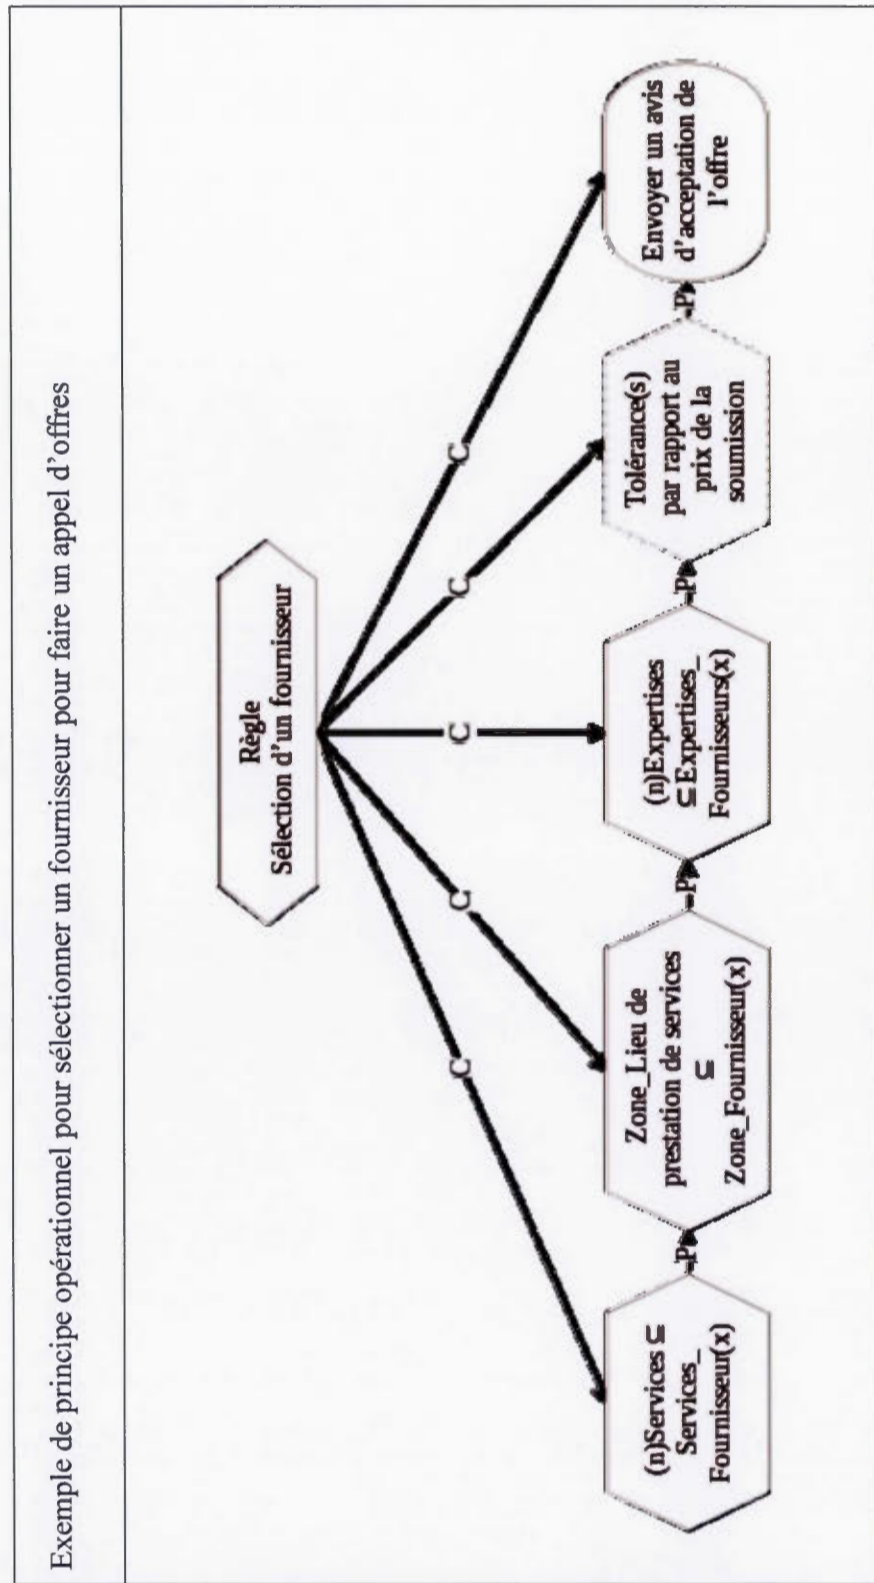 Exemple de principe opérationnel pour sélectionner un fournisseur pour faire un appel d'offres
Règle
Sélection d'un fournisseur
C
C
C
C
C
(n)Services ⊆
Services_
Fournisseur(x)
P
Zone_Lieu de
prestation de services
⊆
Zone_Fournisseur(x)
P
(n)Expertises
⊆Expertises_
Fournisseurs(x)
P
Tolérance(s)
par rapport au
prix de la
soumission
P
Envoyer un avis
d'acceptation de
l'offre